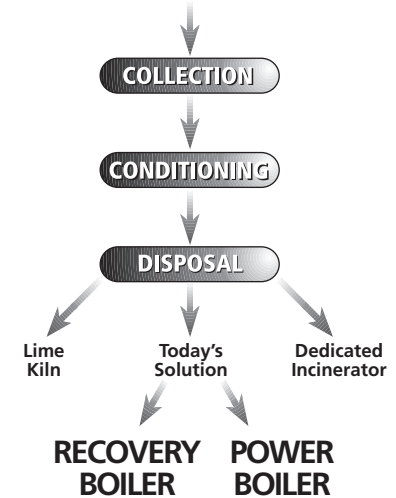 COLLECTION
CONDITIONING
DISPOSAL
Lime
Kiln
Today's
Solution
Dedicated
Incinerator
RECOVERY
BOILER
POWER
BOILER